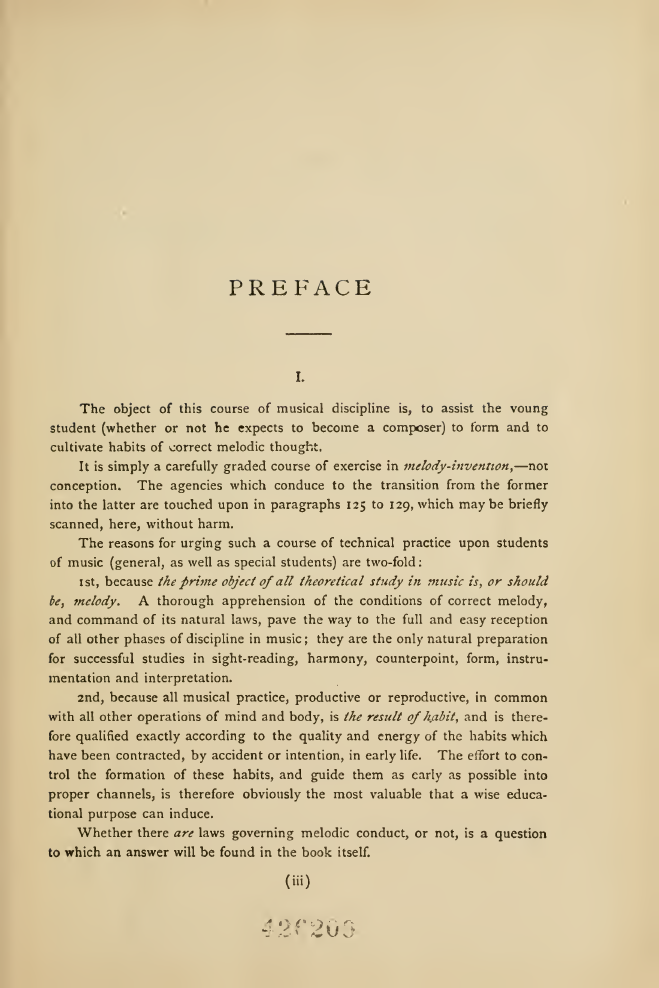 PREFACE
I.
The object of this course of musical discipline is, to assist the young
student (whether or not he expects to become a composer) to form and to
cultivate habits of correct melodic thought.
It is simply a carefully graded course of exercise in melody-invention,—not
conception. The agencies which conduce to the transition from the former
into the latter are touched upon in paragraphs 125 to 129, which may be briefly
scanned, here, without harm.
The reasons for urging such a course of technical practice upon students
of music (general, as well as special students) are two-fold:
1st, because the prime object of all theoretical study in music is, or should
be, melody. A thorough apprehension of the conditions of correct melody,
and command of its natural laws, pave the way to the full and easy reception
of all other phases of discipline in music; they are the only natural preparation
for successful studies in sight-reading, harmony, counterpoint, form, instru-
mentation and interpretation.
2nd, because all musical practice, productive or reproductive, in common
with all other operations of mind and body, is the result of habit, and is there-
fore qualified exactly according to the quality and energy of the habits which
have been contracted, by accident or intention, in early life. The effort to con-
trol the formation of these habits, and guide them as early as possible into
proper channels, is therefore obviously the most valuable that a wise educa-
tional purpose can induce.
Whether there are laws governing melodic conduct, or not, is a question
to which an answer will be found in the book itself.
(iii)